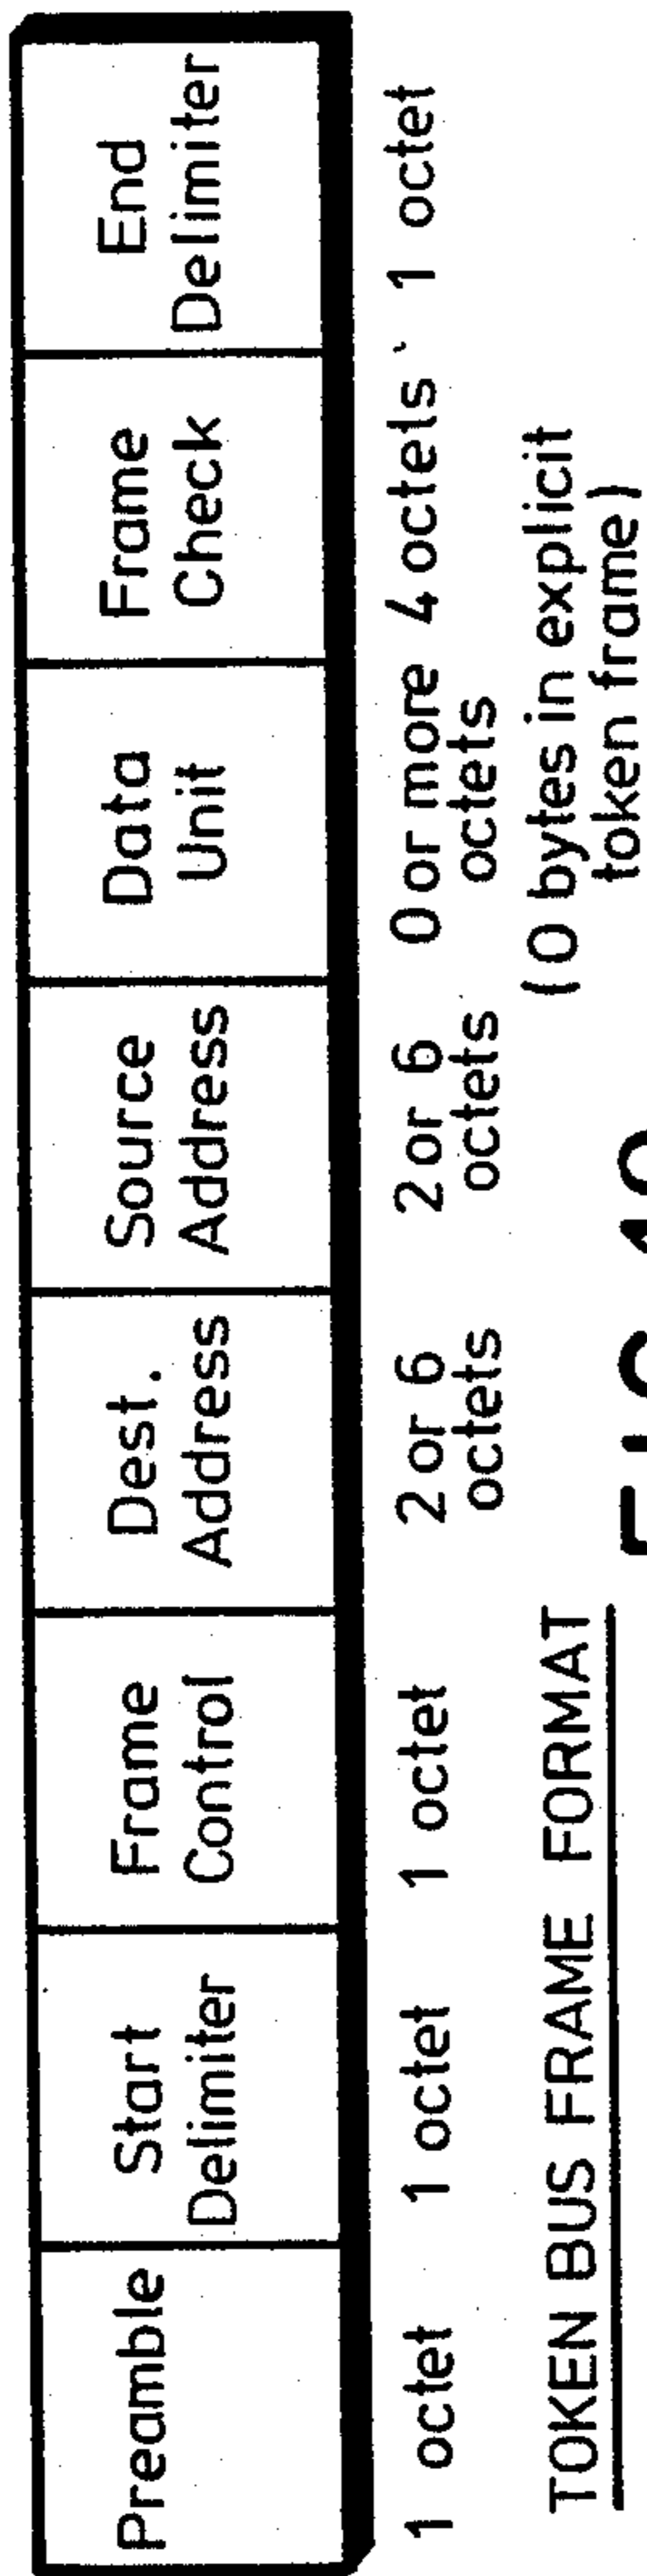 Preamble
Start
Delimiter
Frame
Control
Dest.
Address
Source
Address
Data
Unit
Frame
Check
End
Delimiter
1 octet
1 octet
1 octet
2 or 6
octets
2 or 6
octets
0 or more
octets
4 octets
1 octet
(0 bytes in explicit
token frame)
TOKEN BUS FRAME FORMAT